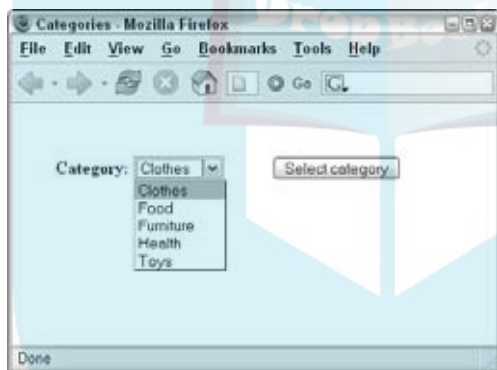 Categories - Mozilla Firefox
File Edit View Go Bookmarks Tools Help
Go G
Category: Clothes Select category
Clothes
Food
Furniture
Health
Toys
Done